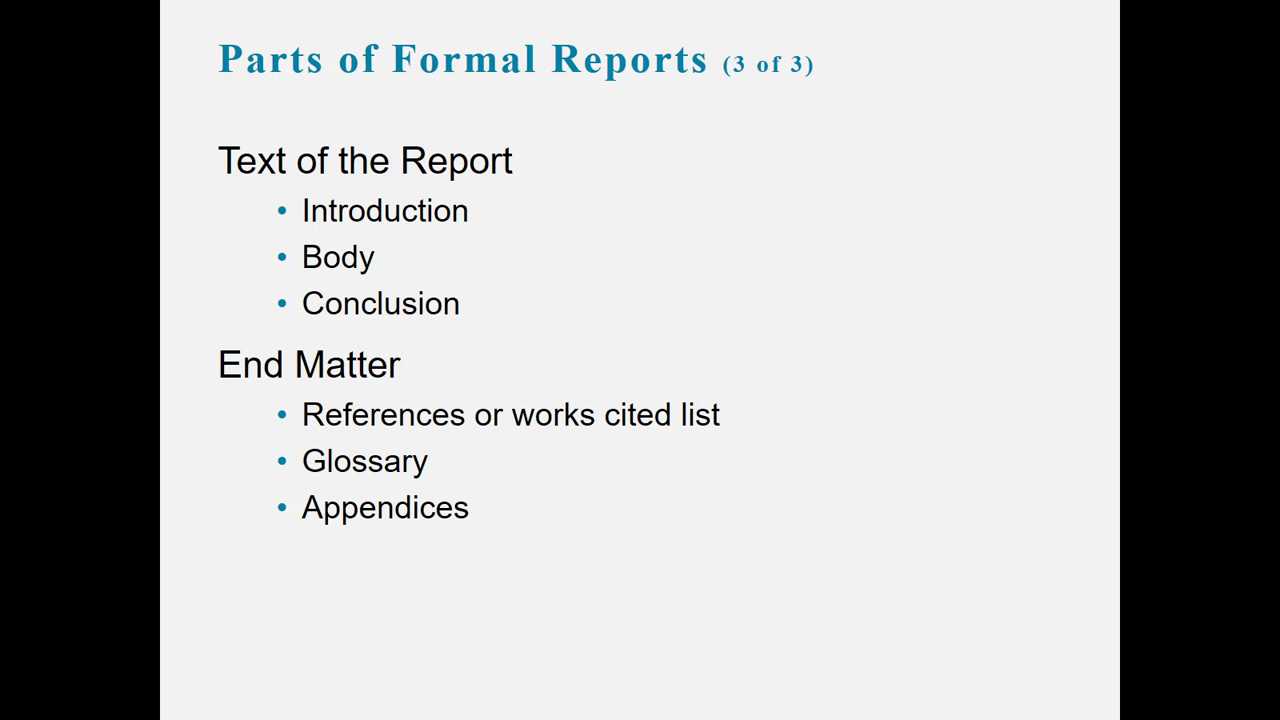 Parts of Formal Reports (3 of 3)
Text of the Report
• Introduction
• Body
• Conclusion
End Matter
• References or works cited list
• Glossary
• Appendices